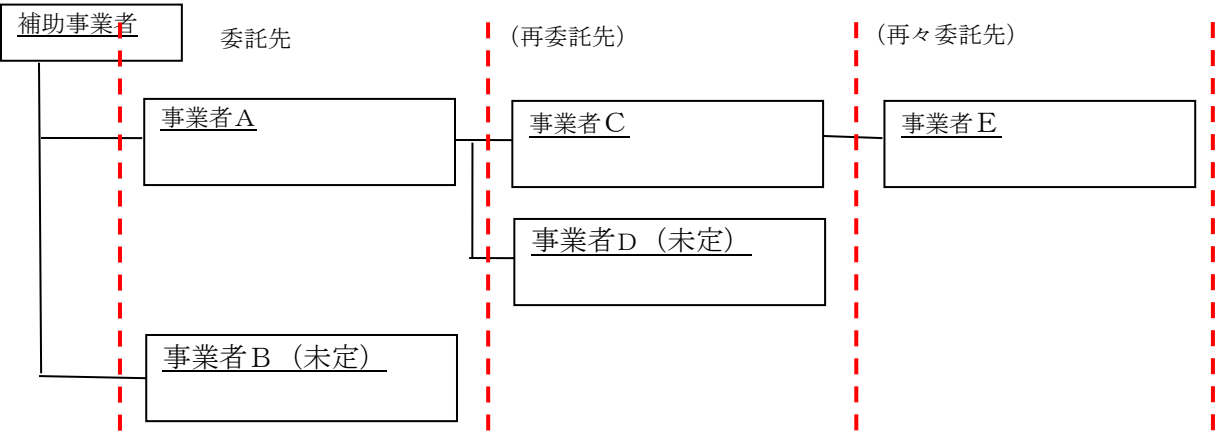 補助事業者
委託先
(再委託先)
(再々委託先)
事業者A
事業者C
事業者E
事業者D (未定)
事業者B (未定)